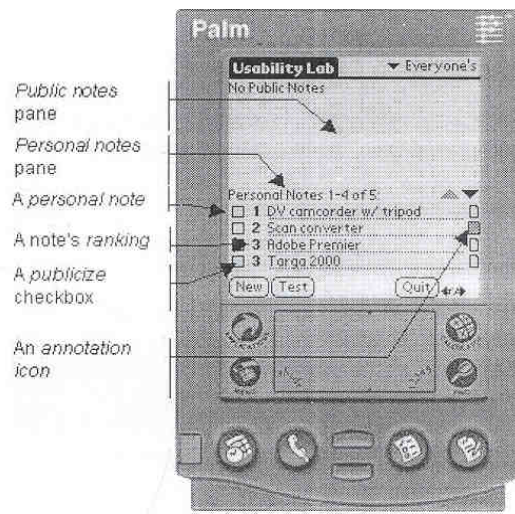 Palm
Usability Lab
Everyone's
No Public Notes
Public notes
pane
Personal notes
pane
Personal Notes 1-4 of 5:
A personal note
1 DV camcorder w/ tripod
2 Scan converter
A note's ranking
3 Adobe Premier
3 Targa 2000
A publicize
checkbox
New
Test
Quit
An annotation
icon